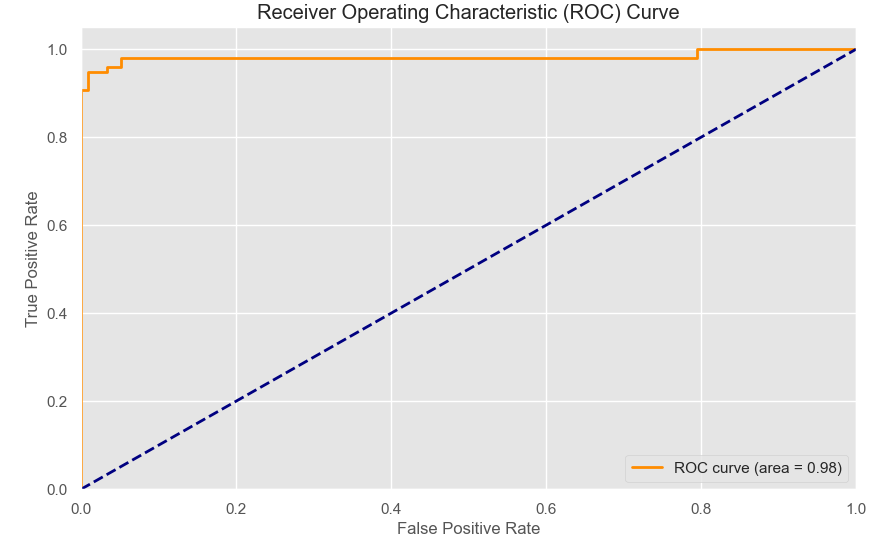 Receiver Operating Characteristic (ROC) Curve
1.0
0.8
0.6
0.4
0.2
0.0
True Positive Rate
ROC curve (area = 0.98)
0.0 0.2 0.4 0.6 0.8 1.0
False Positive Rate